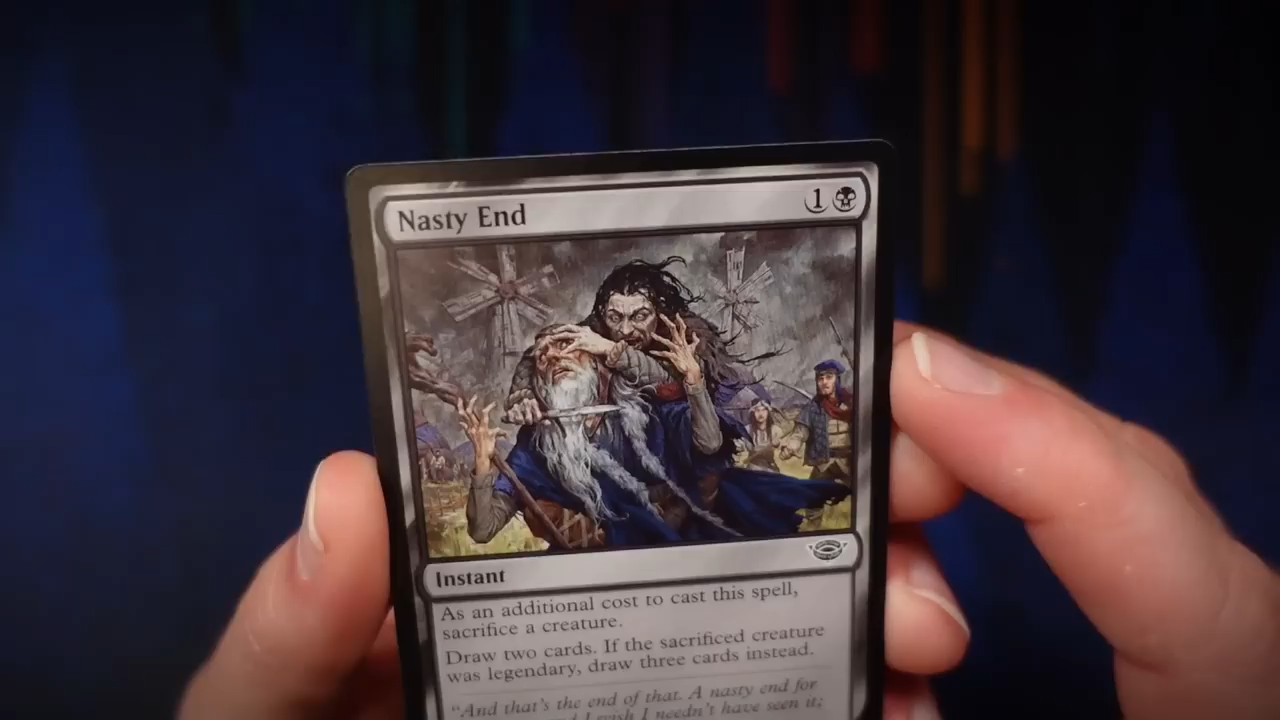 Nasty End 1
Instant
As an additional cost to cast this spell,
sacrifice a creature.
Draw two cards. If the sacrificed creature
was legendary, draw three cards instead.
"And that's the end of that. A nasty end for
and I wish I needn't have seen it;